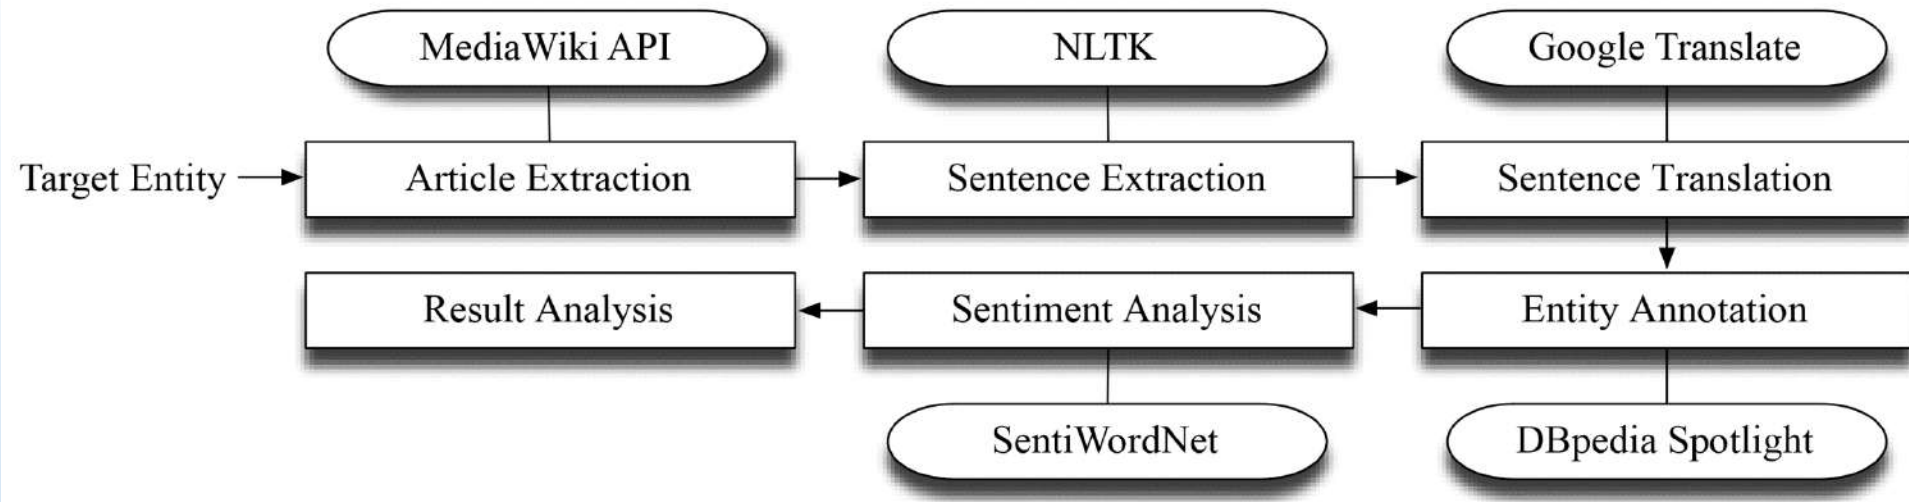 MediaWiki API
NLTK
Google Translate
Target Entity
Article Extraction
Sentence Extraction
Sentence Translation
Result Analysis
Sentiment Analysis
Entity Annotation
SentiWordNet
DBpedia Spotlight